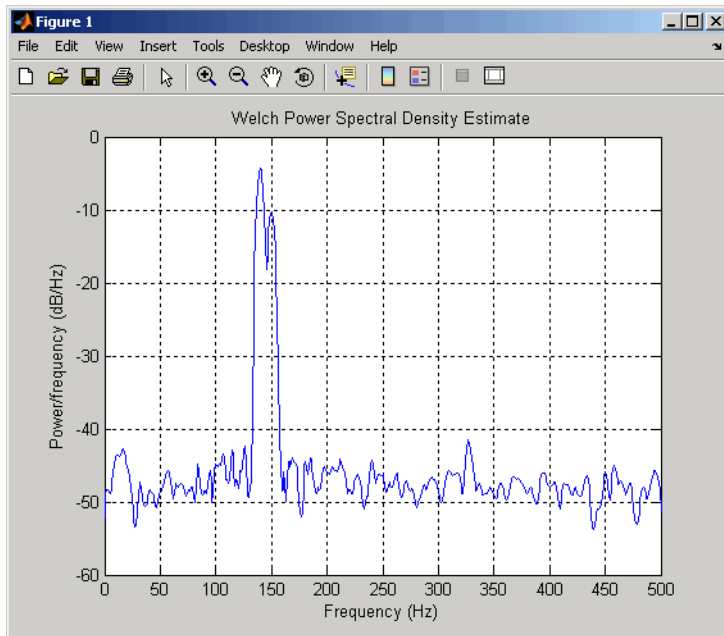 Figure 1
File Edit View Insert Tools Desktop Window Help
Welch Power Spectral Density Estimate
0
-10
-20
-30
-40
-50
-60
Power/frequency (dB/Hz)
0 50 100 150 200 250 300 350 400 450 500
Frequency (Hz)